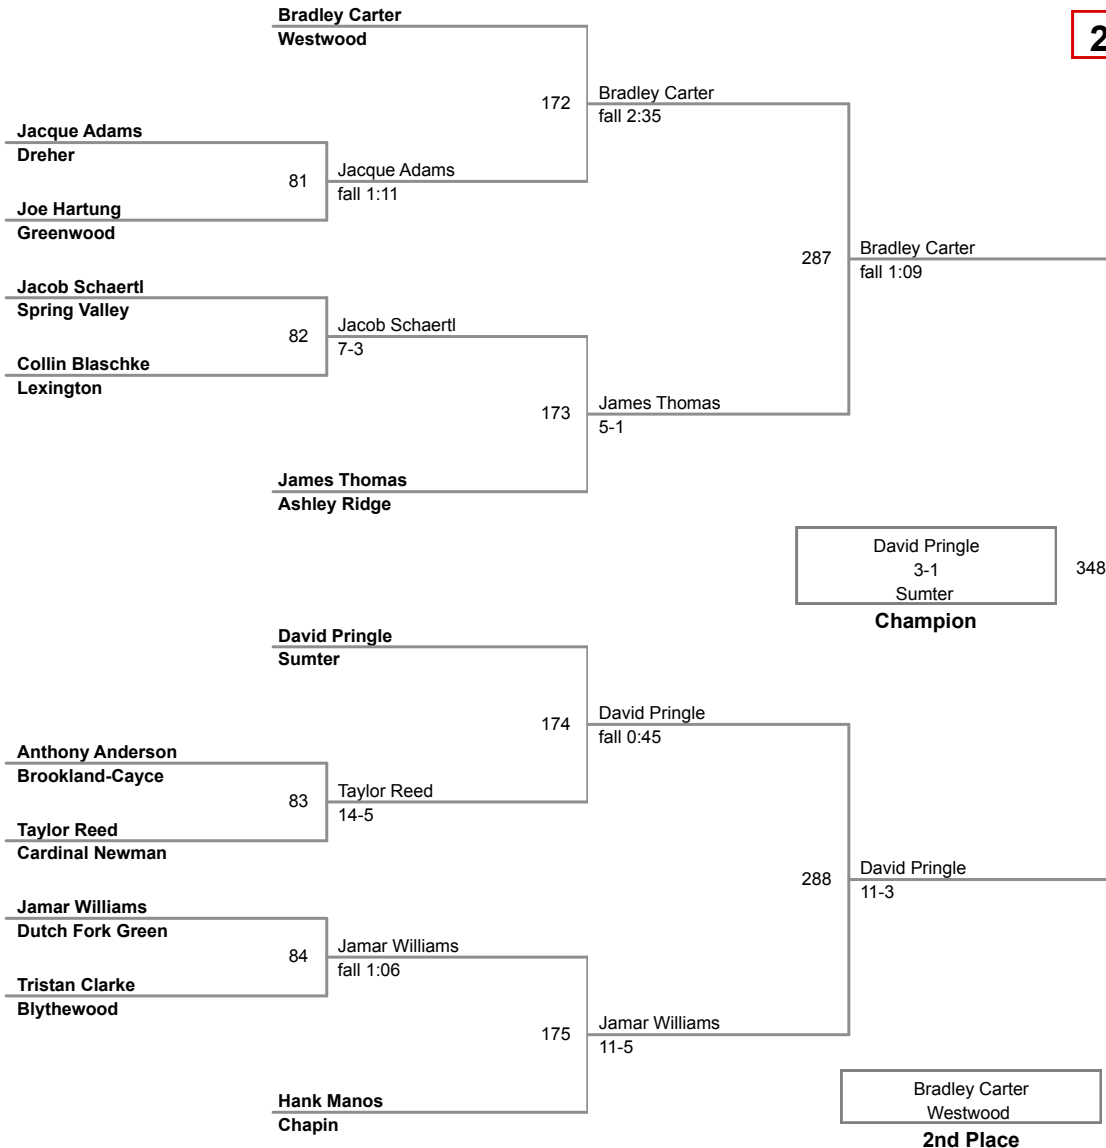 Bradley Carter
Westwood
2
172
Bradley Carter
fall 2:35
Jacque Adams
Dreher
81
Jacque Adams
fall 1:11
Joe Hartung
Greenwood
287
Bradley Carter
fall 1:09
Jacob Schaertl
Spring Valley
82
Jacob Schaertl
7-3
Collin Blaschke
Lexington
173
James Thomas
5-1
James Thomas
Ashley Ridge
David Pringle
3-1
Sumter
348
Champion
David Pringle
Sumter
174
David Pringle
fall 0:45
Anthony Anderson
Brookland-Cayce
83
Taylor Reed
14-5
Taylor Reed
Cardinal Newman
288
David Pringle
11-3
Jamar Williams
Dutch Fork Green
84
Jamar Williams
fall 1:06
Tristan Clarke
Blythewood
175
Jamar Williams
11-5
Hank Manos
Chapin
Bradley Carter
Westwood
2nd Place